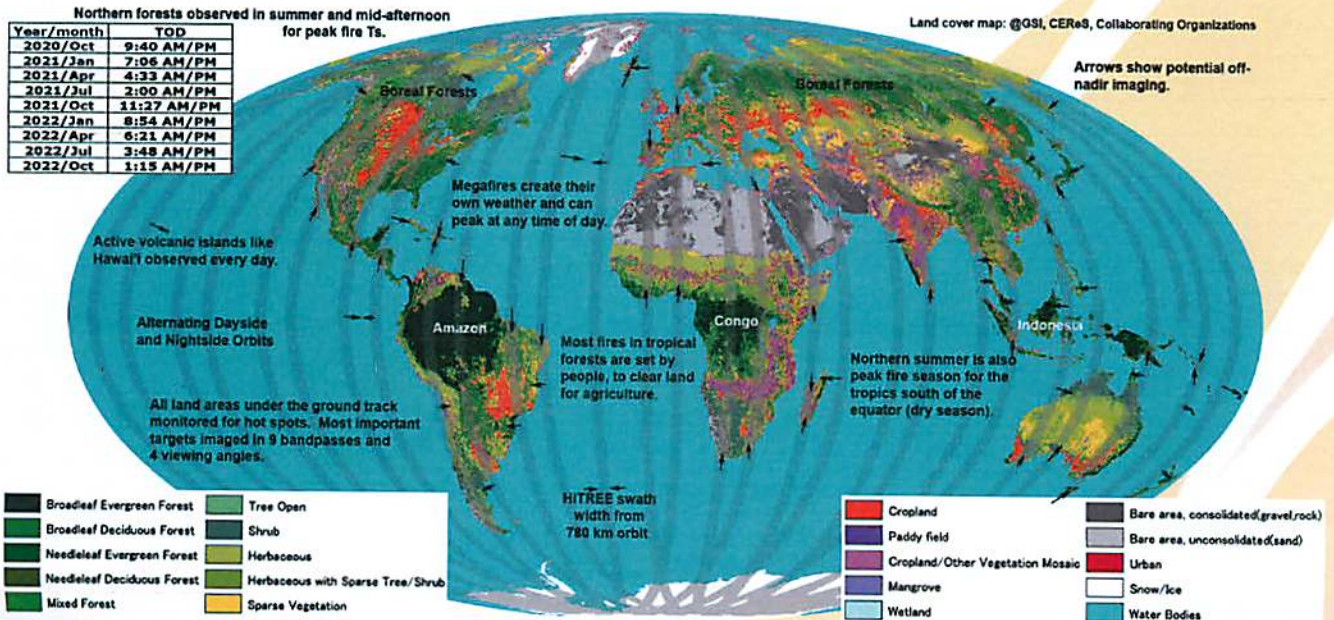 Northern forests observed in summer and mid-afternoon
for peak fire Ts.
Year/month TOD
2020/Oct 9:40 AM/PM
2021/Jan 7:06 AM/PM
2021/Apr 4:33 AM/PM
2021/Jul 2:00 AM/PM
2021/Oct 11:27 AM/PM
2022/Jan 8:54 AM/PM
2022/Apr 6:21 AM/PM
2022/Jul 3:48 AM/PM
2022/Oct 1:15 AM/PM
Land cover map: @GSI, CEReS, Collaborating Organizations
Arrows show potential off-
nadir imaging.
Boreal Forests
Boreal Forests
Megafires create their
own weather and can
peak at any time of day.
Active volcanic islands like
Hawai'i observed every day.
Alternating Dayside
and Nightside Orbits
Amazon
Congo
Indonesia
Most fires in tropical
forests are set by
people, to clear land
for agriculture.
Northern summer is also
peak fire season for the
tropics south of the
equator (dry season).
All land areas under the ground track
monitored for hot spots. Most important
targets imaged in 9 bandpasses and
4 viewing angles.
HiTREE swath
width from
780 km orbit
Broadleaf Evergreen Forest
Broadleaf Deciduous Forest
Needleleaf Evergreen Forest
Needleleaf Deciduous Forest
Mixed Forest
Tree Open
Shrub
Herbaceous
Herbaceous with Sparse Tree/Shrub
Sparse Vegetation
Cropland
Paddy field
Cropland/Other Vegetation Mosaic
Mangrove
Wetland
Bare area, consolidated(gravel,rock)
Bare area, unconsolidated(sand)
Urban
Snow/Ice
Water Bodies